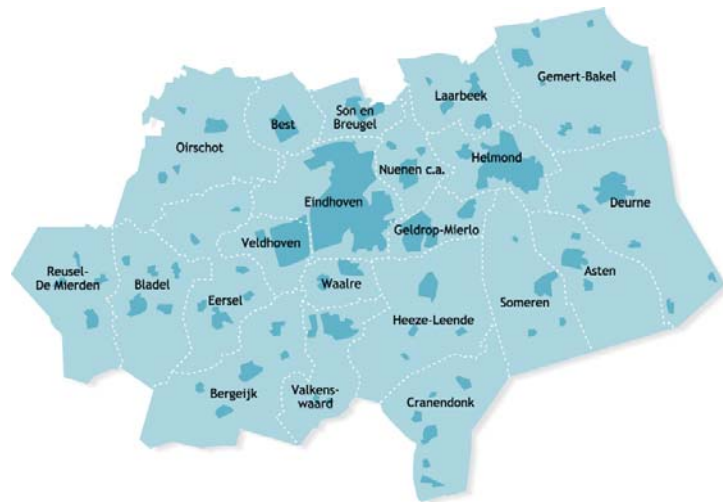 Gemert-Bakel
Laarbeek
Son en
Breugel
Best
Oirschot
Helmond
Nuenen c.a.
Eindhoven
Deurne
Geldrop-Mierlo
Veldhoven
Reusel-
De Mierden
Bladel
Asten
Waalre
Eersel
Someren
Heeze-Leende
Bergeijk
Valkens-
waard
Cranendonk